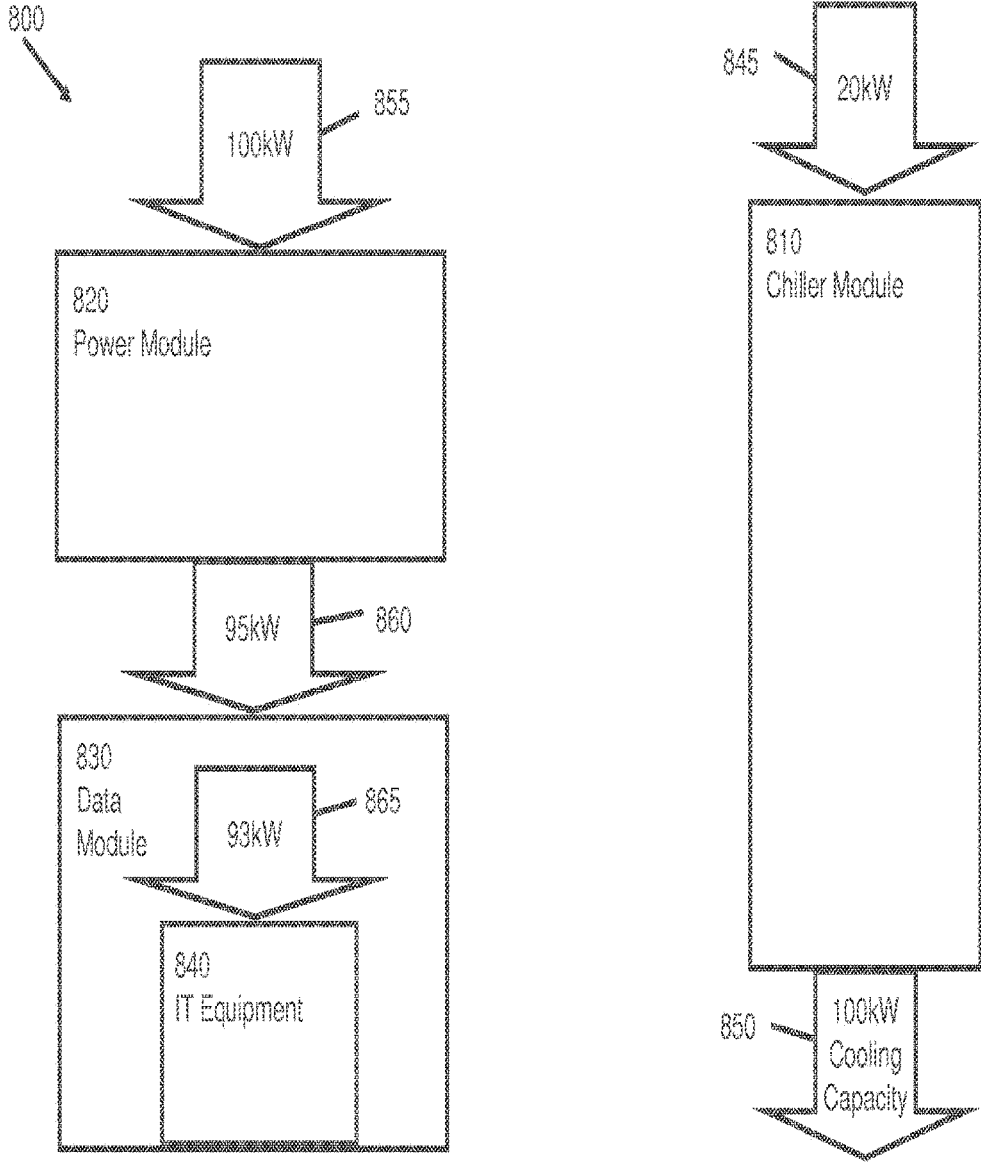 800
855
100kW
820
Power Module
95kW
860
830
Data
Module
865
93kW
840
IT Equipment
845
20kW
810
Chiller Module
850
100kW
Cooling
Capacity